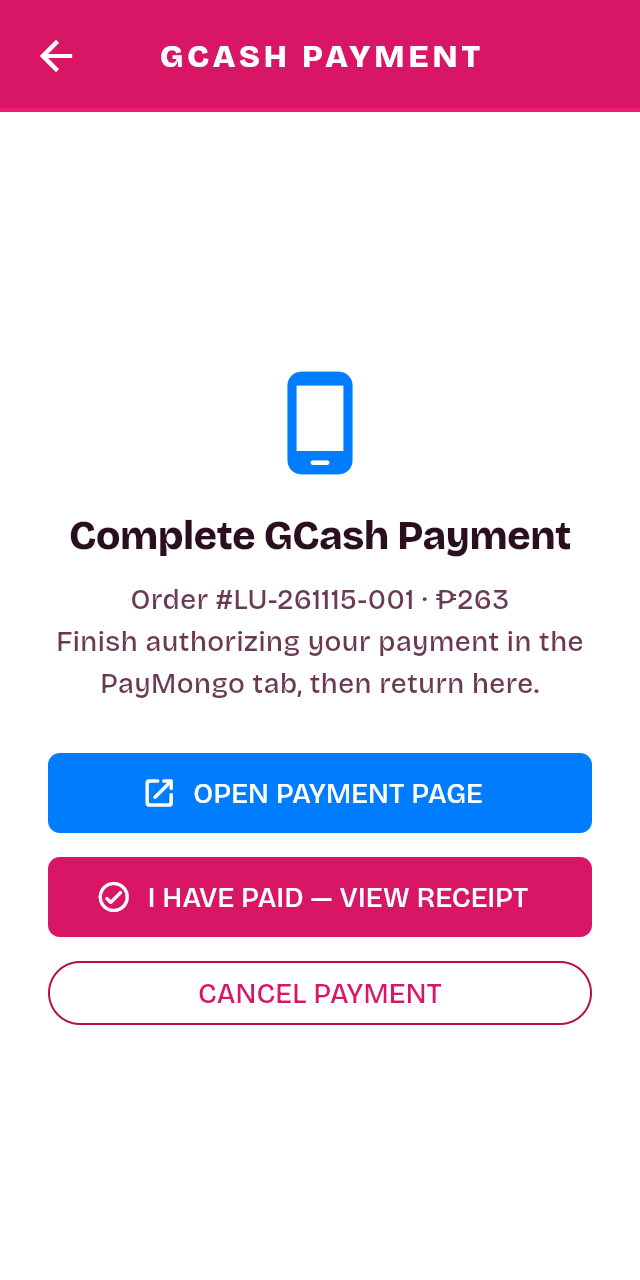 GCASH PAYMENT
Complete GCash Payment
Order #LU-261115-001 · ₱263
Finish authorizing your payment in the
PayMongo tab, then return here.
OPEN PAYMENT PAGE
I HAVE PAID — VIEW RECEIPT
CANCEL PAYMENT